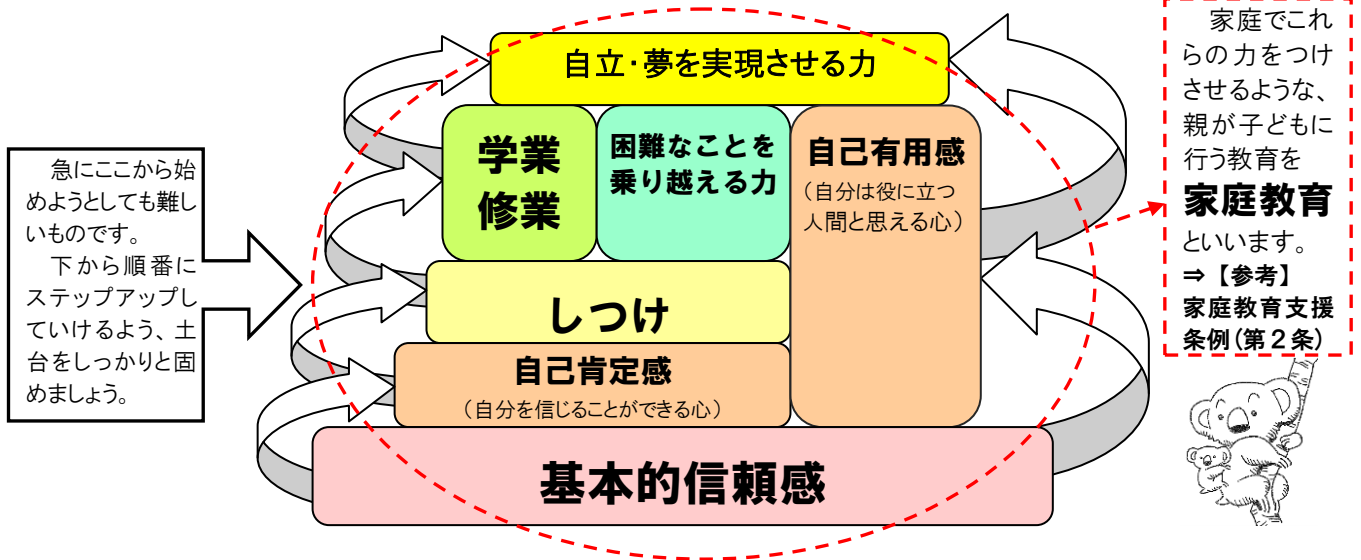 自立・夢を実現させる力
学業
修業
困難なことを
乗り越える力
自己有用感
（自分は役に立つ
人間と思える心）
しつけ
自己肯定感
（自分を信じることができる心）
基本的信頼感
急にここから始
めようとしても難し
いものです。
下から順番に
ステップアップし
ていけるよう、土
台をしっかりと固
めましょう。
家庭でこれ
らの力をつけ
させるような、
親が子どもに
行う教育を
家庭教育
といいます。
⇒【参考】
家庭教育支援
条例(第２条)